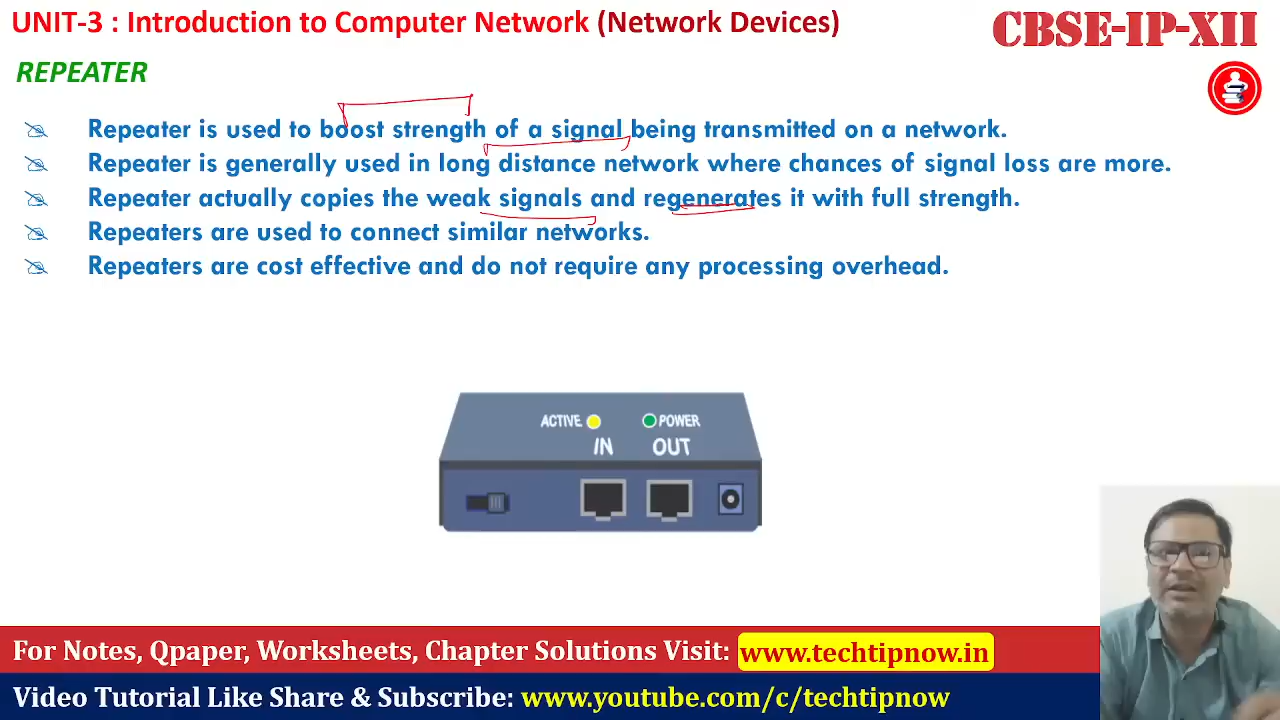 UNIT-3 : Introduction to Computer Network (Network Devices)
CBSE-IP-XII
REPEATER
Repeater is used to boost strength of a signal being transmitted on a network.
Repeater is generally used in long distance network where chances of signal loss are more.
Repeater actually copies the weak signals and regenerates it with full strength.
Repeaters are used to connect similar networks.
Repeaters are cost effective and do not require any processing overhead.
ACTIVE POWER
IN OUT
For Notes, Qpaper, Worksheets, Chapter Solutions Visit: www.techtipnow.in
Video Tutorial Like Share & Subscribe: www.youtube.com/c/techtipnow